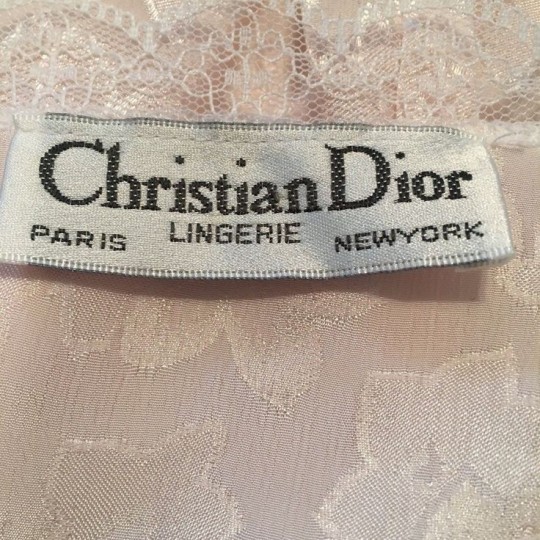 Christian Dior
PARIS LINGERIE NEWYORK